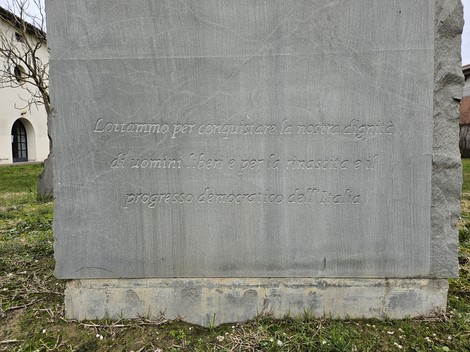 Lottammo per conquistare la nostra dignità
di uomini liberi e per la rinascita e il
progresso democratico dell'Italia